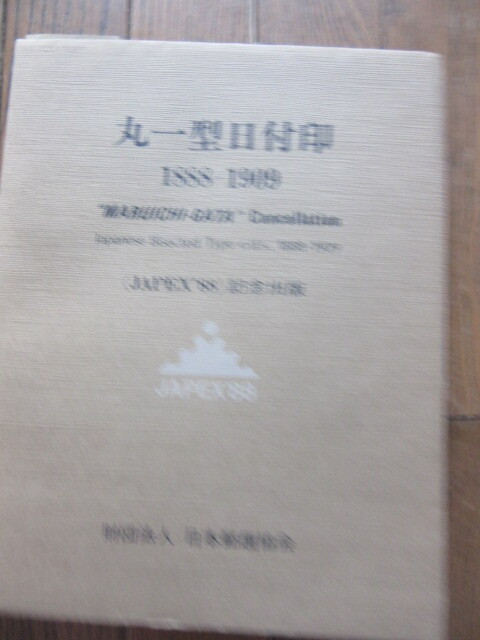 丸一型日付印
1888-1909
"MARUICHI-GATA" Cancellation
Japanese Bisected Type c.d.s., 1888-1909
〈JAPEX'88〉記念出版
JAPEX'88
財団法人 日本郵趣協会